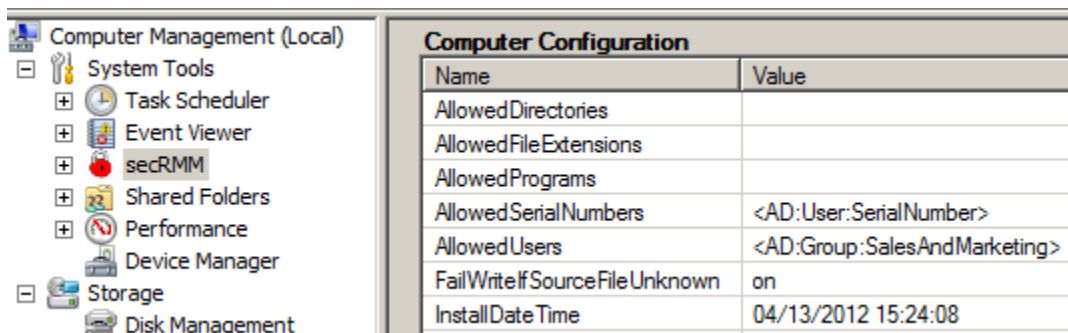 Computer Management (Local)
System Tools
Task Scheduler
Event Viewer
secRMM
Shared Folders
Performance
Device Manager
Storage
Disk Management
Computer Configuration
Name Value
AllowedDirectories
AllowedFileExtensions
AllowedPrograms
AllowedSerialNumbers <AD:User:SerialNumber>
AllowedUsers <AD:Group:SalesAndMarketing>
FailWriteIfSourceFileUnknown on
InstallDateTime 04/13/2012 15:24:08